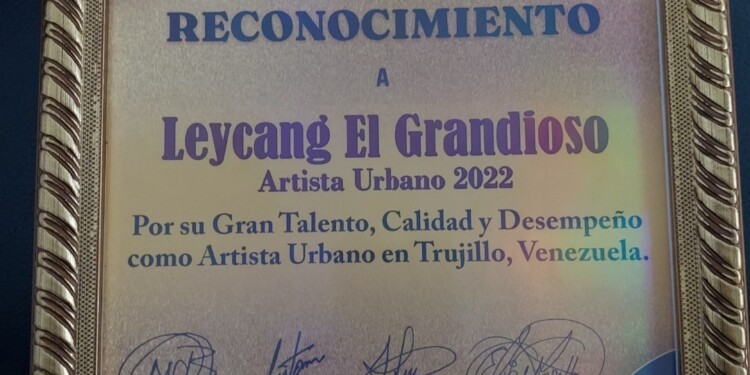 RECONOCIMIENTO
A
Leycang El Grandioso
Artista Urbano 2022
Por su Gran Talento, Calidad y Desempeño
como Artista Urbano en Trujillo, Venezuela.